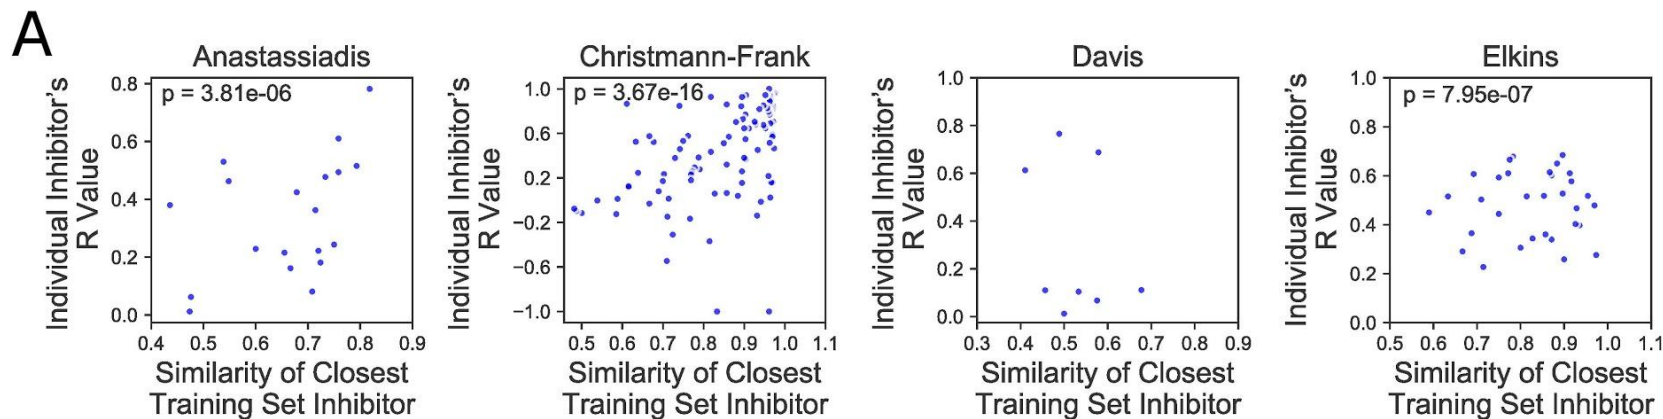 A
Anastassiadis
Individual Inhibitor's
R Value
p = 3.81e-06
0.8
0.6
0.4
0.2
0.0
0.4 0.5 0.6 0.7 0.8 0.9
Similarity of Closest
Training Set Inhibitor
Christmann-Frank
Individual Inhibitor's
R Value
p = 3.67e-16
1.0
0.6
0.2
−0.2
−0.6
−1.0
0.5 0.6 0.7 0.8 0.9 1.0 1.1
Similarity of Closest
Training Set Inhibitor
Davis
Individual Inhibitor's
R Value
1.0
0.8
0.6
0.4
0.2
0.0
0.3 0.4 0.5 0.6 0.7 0.8 0.9
Similarity of Closest
Training Set Inhibitor
Elkins
Individual Inhibitor's
R Value
p = 7.95e-07
1.0
0.8
0.6
0.4
0.2
0.0
0.5 0.6 0.7 0.8 0.9 1.0 1.1
Similarity of Closest
Training Set Inhibitor